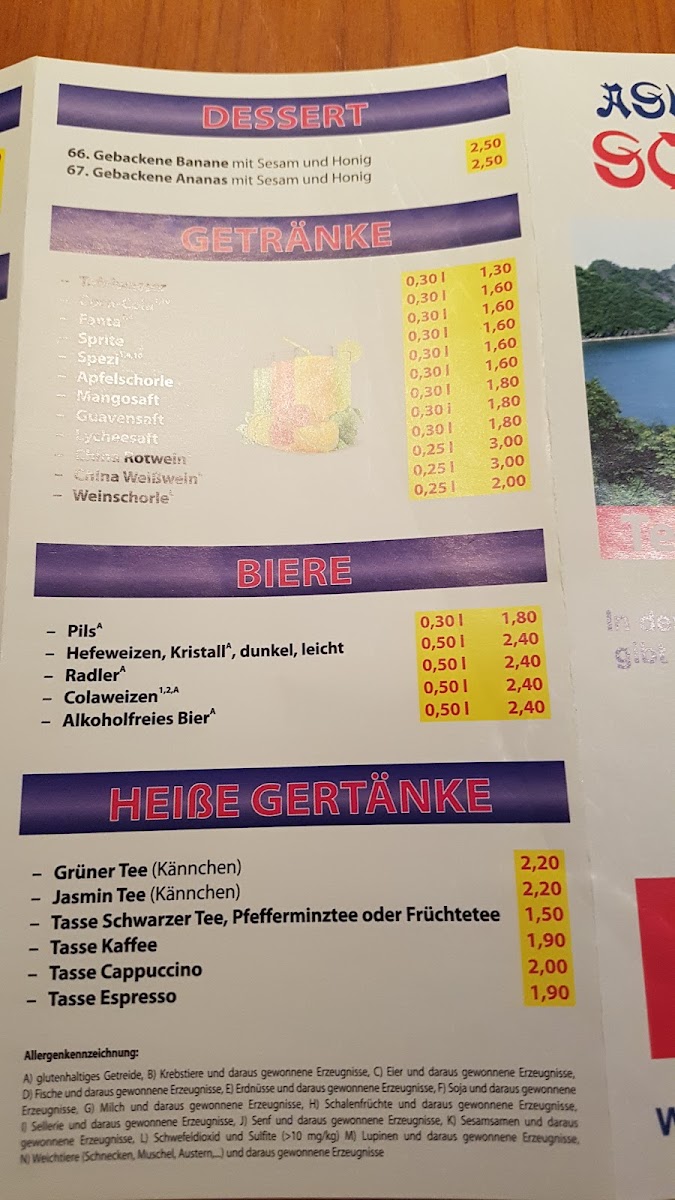 DESSERT
66. Gebackene Banane mit Sesam und Honig 2,50
67. Gebackene Ananas mit Sesam und Honig 2,50
GETRÄNKE
– Tafelwasser 0,30 l 1,30
– Coca-Cola 0,30 l 1,60
– Fanta 0,30 l 1,60
– Sprite 0,30 l 1,60
– Spezi 0,30 l 1,60
– Apfelschorle 0,30 l 1,60
– Mangosaft 0,30 l 1,80
– Guavensaft 0,30 l 1,80
– Lycheesaft 0,30 l 1,80
– China Rotwein 0,25 l 3,00
– China Weißwein L 0,25 l 3,00
– Weinschorle L 0,25 l 2,00
BIERE
– Pils A 0,30 l 1,80
– Hefeweizen, Kristall A, dunkel, leicht 0,50 l 2,40
– Radler A 0,50 l 2,40
– Colaweizen 1,2,A 0,50 l 2,40
– Alkoholfreies Bier A 0,50 l 2,40
HEIßE GERTÄNKE
– Grüner Tee (Kännchen) 2,20
– Jasmin Tee (Kännchen) 2,20
– Tasse Schwarzer Tee, Pfefferminztee oder Früchtetee 1,50
– Tasse Kaffee 1,90
– Tasse Cappuccino 2,00
– Tasse Espresso 1,90
Allergenkennzeichnung:
A) glutenhaltiges Getreide, B) Krebstiere und daraus gewonnene Erzeugnisse, C) Eier und daraus gewonnene Erzeugnisse,
D) Fische und daraus gewonnene Erzeugnisse, E) Erdnüsse und daraus gewonnene Erzeugnisse, F) Soja und daraus gewonnene
Erzeugnisse, G) Milch und daraus gewonnene Erzeugnisse, H) Schalenfrüchte und daraus gewonnene Erzeugnisse,
I) Sellerie und daraus gewonnene Erzeugnisse, J) Senf und daraus gewonnene Erzeugnisse, K) Sesamsamen und daraus
gewonnene Erzeugnisse, L) Schwefeldioxid und Sulfite (>10 mg/kg) M) Lupinen und daraus gewonnene Erzeugnisse,
N) Weichtiere (Schnecken, Muschel, Austern,...) und daraus gewonnene Erzeugnisse
In de
gibt